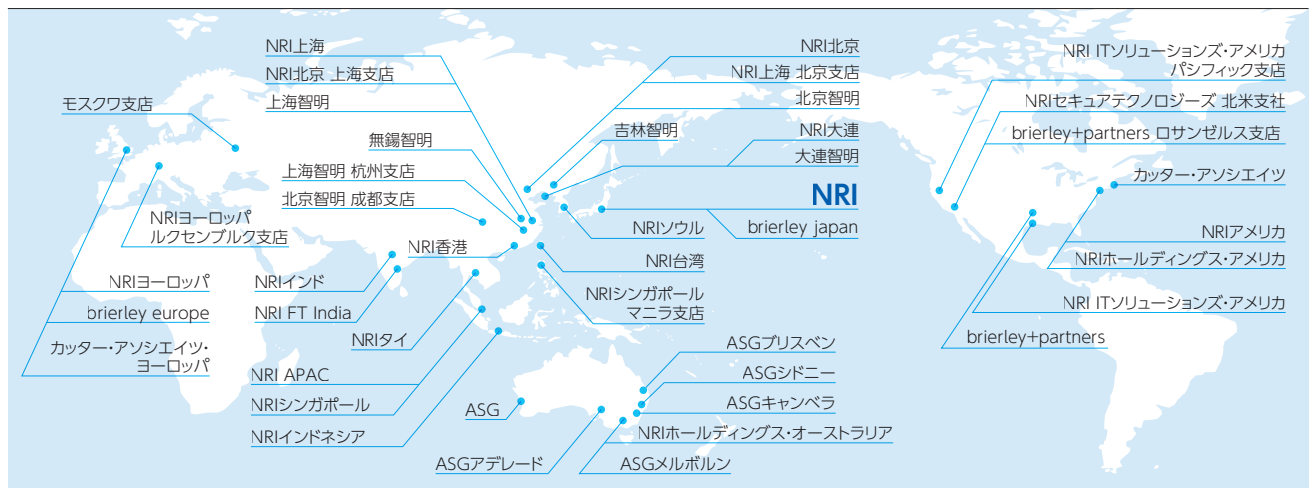 NRI上海
NRI北京 上海支店
上海智明
モスクワ支店
無錫智明
上海智明 杭州支店
北京智明 成都支店
NRIヨーロッパ
ルクセンブルク支店
NRI香港
NRIヨーロッパ
brierley europe
カッター・アソシエイツ・
ヨーロッパ
NRIインド
NRI FT India
NRIタイ
NRI APAC
NRIシンガポール
NRIインドネシア
NRI北京
NRI上海 北京支店
北京智明
吉林智明
NRI大連
大連智明
NRI
brierley japan
NRIソウル
NRI台湾
NRIシンガポール
マニラ支店
ASGブリスベン
ASGシドニー
ASGキャンベラ
ASG
NRIホールディングス・オーストラリア
ASGアデレード
ASGメルボルン
NRI ITソリューションズ・アメリカ
パシフィック支店
NRIセキュアテクノロジーズ 北米支社
brierley+partners ロサンゼルス支店
カッター・アソシエイツ
NRIアメリカ
NRIホールディングス・アメリカ
NRI ITソリューションズ・アメリカ
brierley+partners